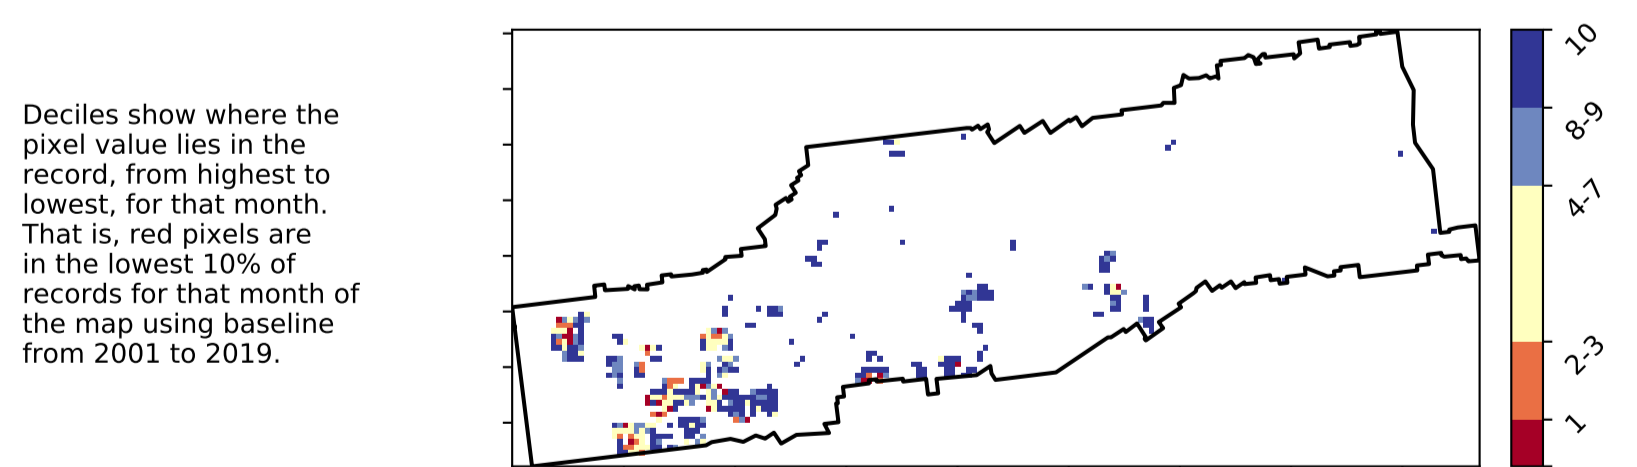 Deciles show where the
pixel value lies in the
record, from highest to
lowest, for that month.
That is, red pixels are
in the lowest 10% of
records for that month of
the map using baseline
from 2001 to 2019.
10
8-9
4-7
2-3
1